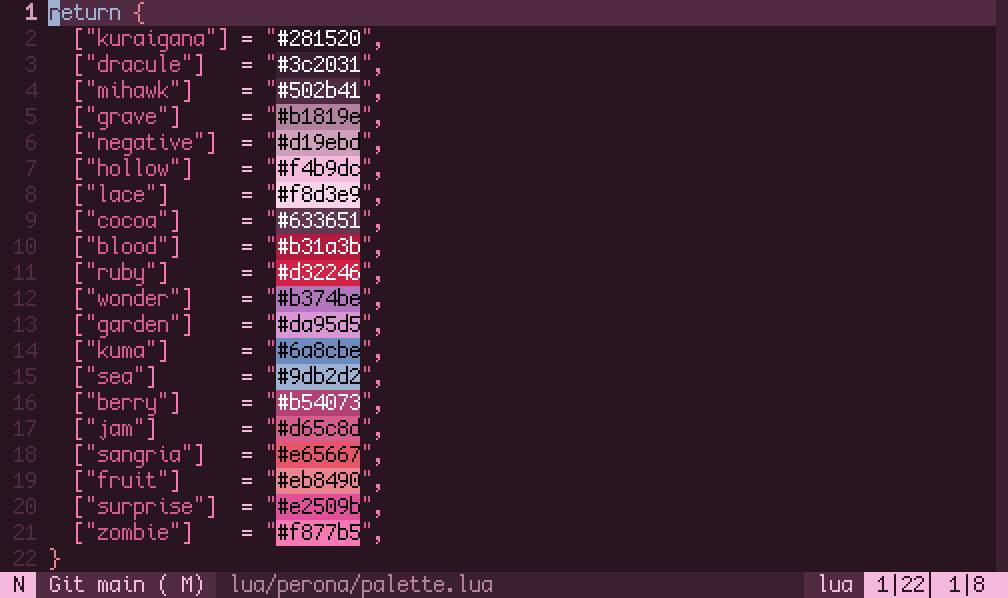 1 return {
2 ["kuraigana"] = "#281520",
3 ["dracule"] = "#3c2031",
4 ["mihawk"] = "#502b41",
5 ["grave"] = "#b1819e",
6 ["negative"] = "#d19ebd",
7 ["hollow"] = "#f4b9dc",
8 ["lace"] = "#f8d3e9",
9 ["cocoa"] = "#633651",
10 ["blood"] = "#b31a3b",
11 ["ruby"] = "#d32246",
12 ["wonder"] = "#b374be",
13 ["garden"] = "#da95d5",
14 ["kuma"] = "#6a8cbe",
15 ["sea"] = "#9db2d2",
16 ["berry"] = "#b54073",
17 ["jam"] = "#d65c8d",
18 ["sangria"] = "#e65667",
19 ["fruit"] = "#eb8490",
20 ["surprise"] = "#e2509b",
21 ["zombie"] = "#f877b5",
22 }
N Git main ( M) lua/perona/palette.lua lua 1|22 1|8